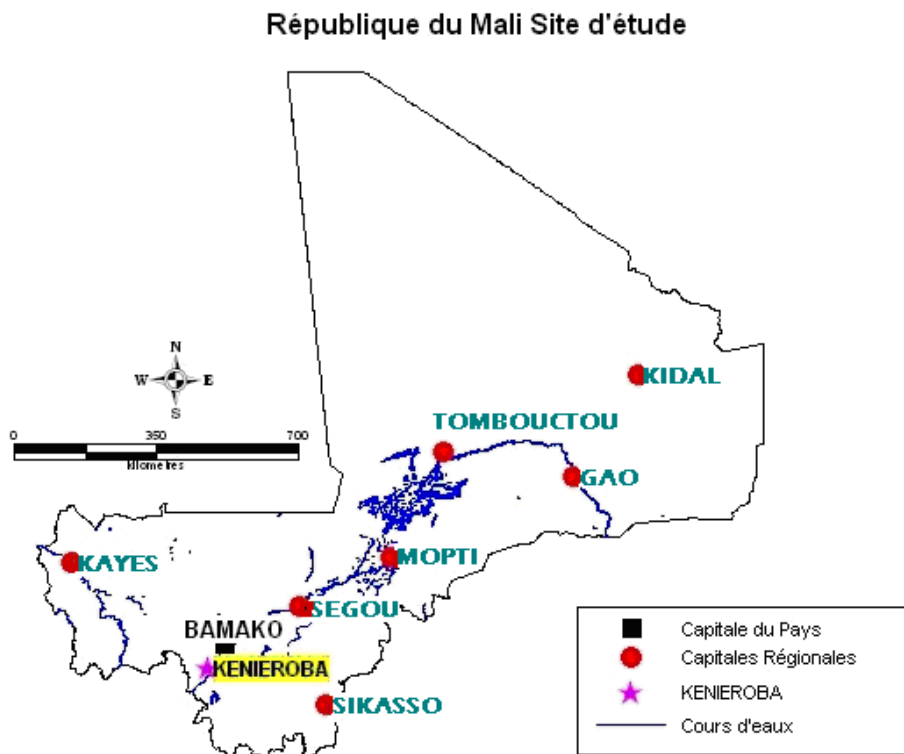 République du Mali Site d'étude
N
W E
S
0 350 700
kilometres
KIDAL
TOMBOUCTOU
GAO
MOPTI
KAYES
SEGOU
BAMAKO
KENIEROBA
SIKASSO
Capitale du Pays
Capitales Régionales
KENIEROBA
Cours d'eaux